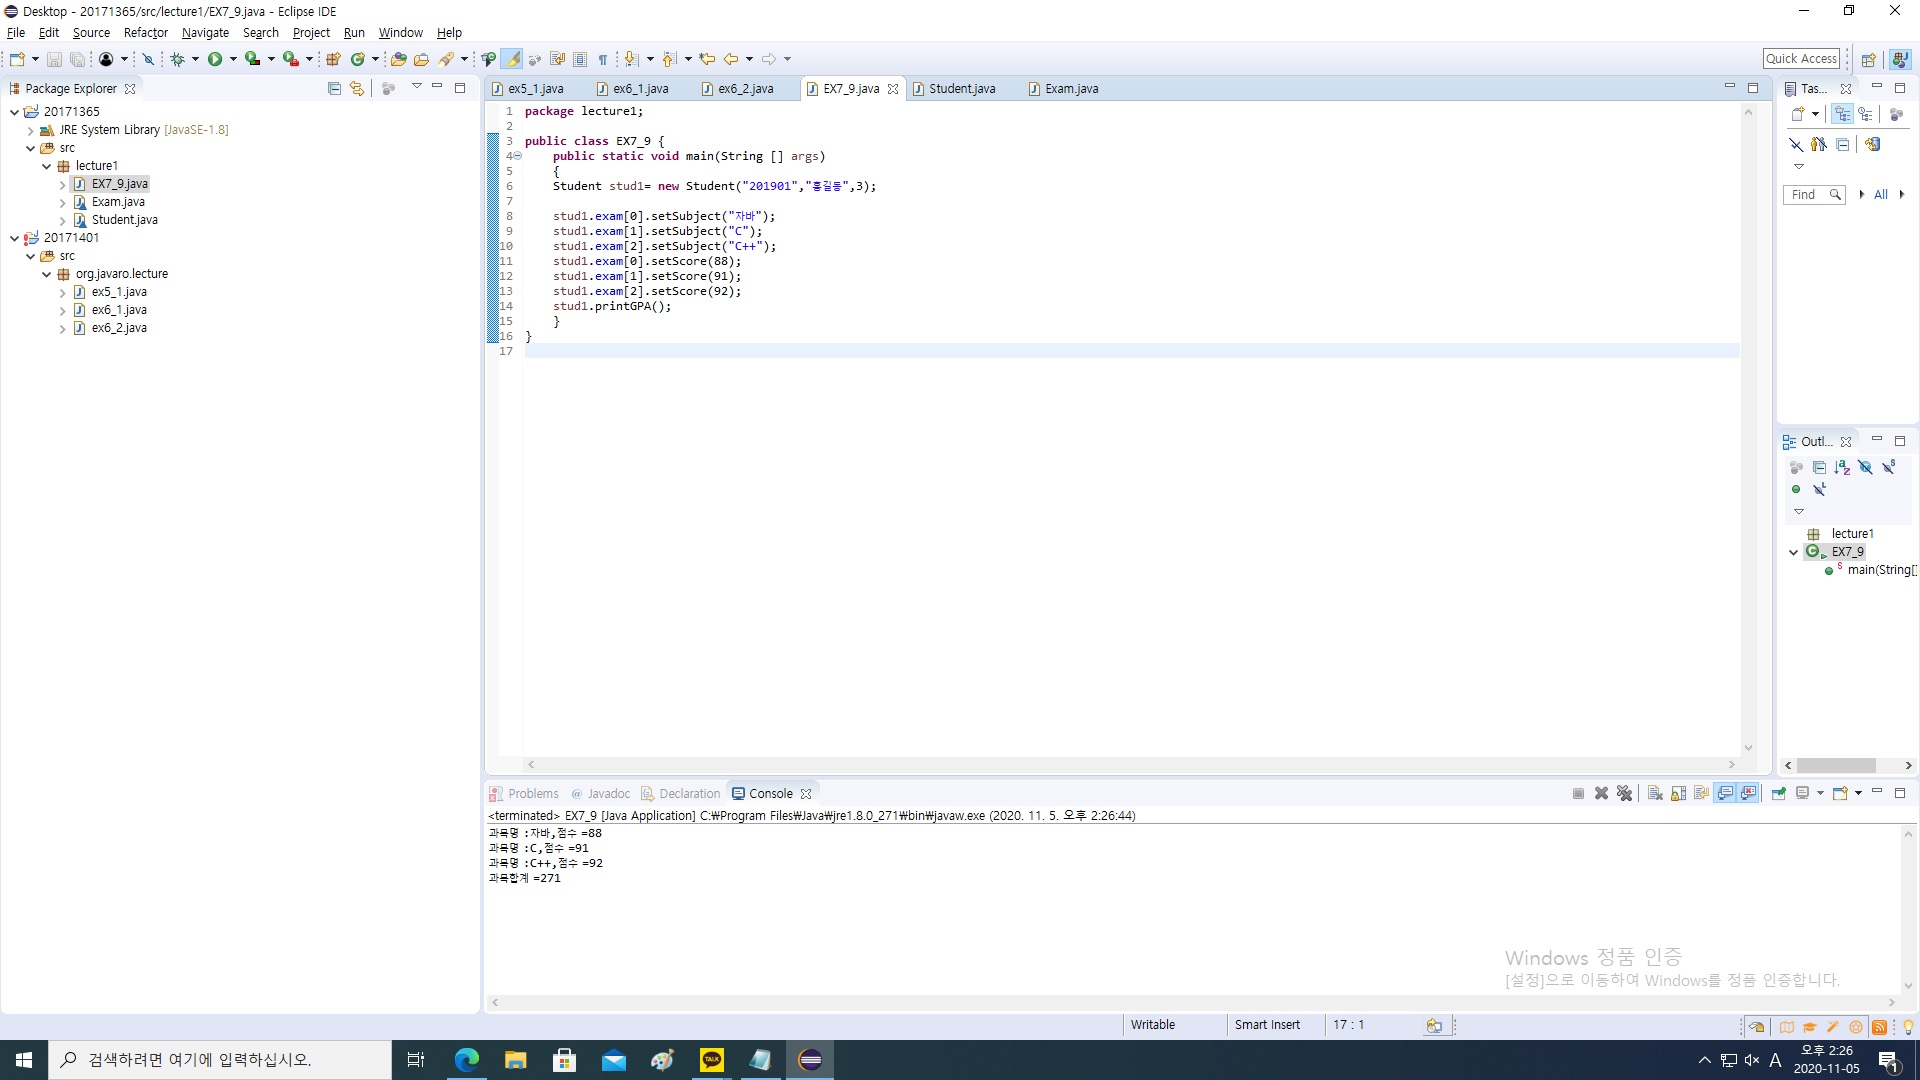 Desktop - 20171365/src/lecture1/EX7_9.java - Eclipse IDE
File Edit Source Refactor Navigate Search Project Run Window Help
Quick Access
Package Explorer
20171365
JRE System Library [JavaSE-1.8]
src
lecture1
EX7_9.java
Exam.java
Student.java
20171401
src
org.javaro.lecture
ex5_1.java
ex6_1.java
ex6_2.java
ex5_1.java ex6_1.java ex6_2.java EX7_9.java Student.java Exam.java
1 package lecture1;
2
3 public class EX7_9 {
4 public static void main(String [] args)
5 {
6 Student stud1= new Student("201901","홍길동",3);
7
8 stud1.exam[0].setSubject("자바");
9 stud1.exam[1].setSubject("C");
10 stud1.exam[2].setSubject("C++");
11 stud1.exam[0].setScore(88);
12 stud1.exam[1].setScore(91);
13 stud1.exam[2].setScore(92);
14 stud1.printGPA();
15 }
16 }
17
Tas...
Find All
Outl...
lecture1
EX7_9
main(String[]
Problems @ Javadoc Declaration Console
<terminated> EX7_9 [Java Application] C:₩Program Files₩Java₩jre1.8.0_271₩bin₩javaw.exe (2020. 11. 5. 오후 2:26:44)
과목명 :자바,점수 =88
과목명 :C,점수 =91
과목명 :C++,점수 =92
과목합계 =271
Windows 정품 인증
[설정]으로 이동하여 Windows를 정품 인증합니다.
Writable Smart Insert 17 : 1
검색하려면 여기에 입력하십시오.
TALK
A
오후 2:26
2020-11-05
1